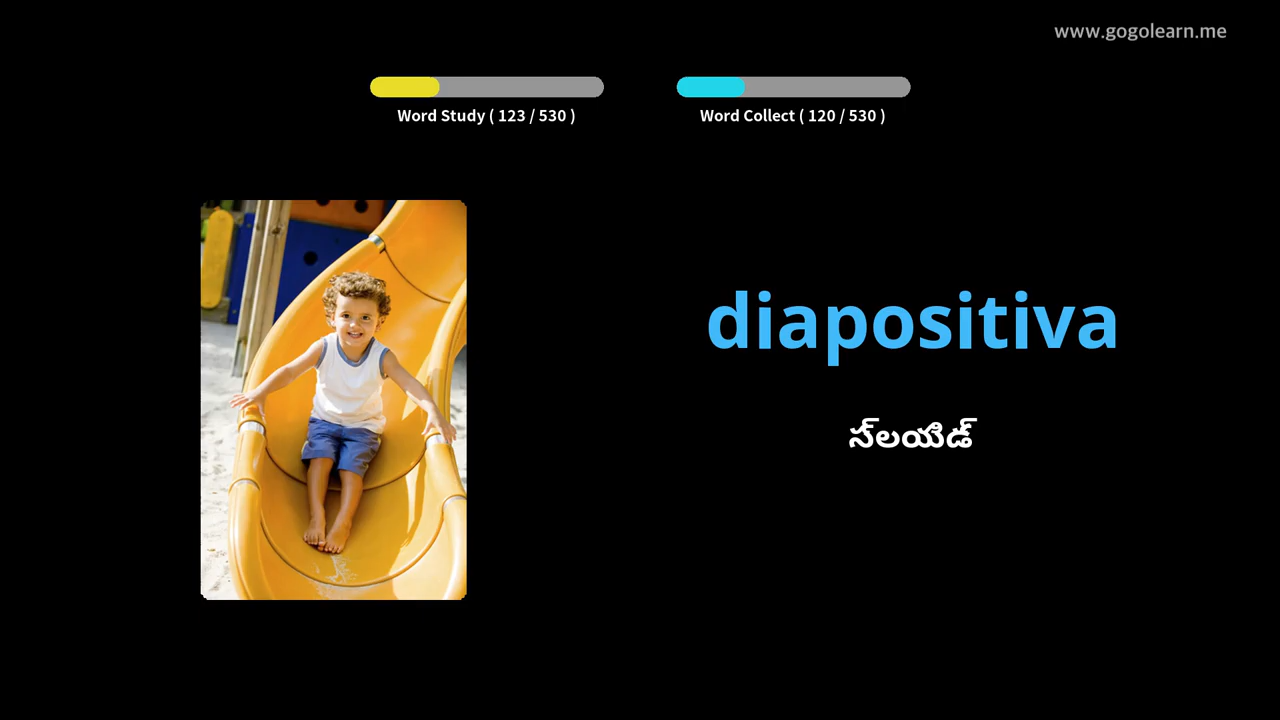 www.gogolearn.me
Word Study ( 123 / 530 )
Word Collect ( 120 / 530 )
diapositiva
స్లయిడ్